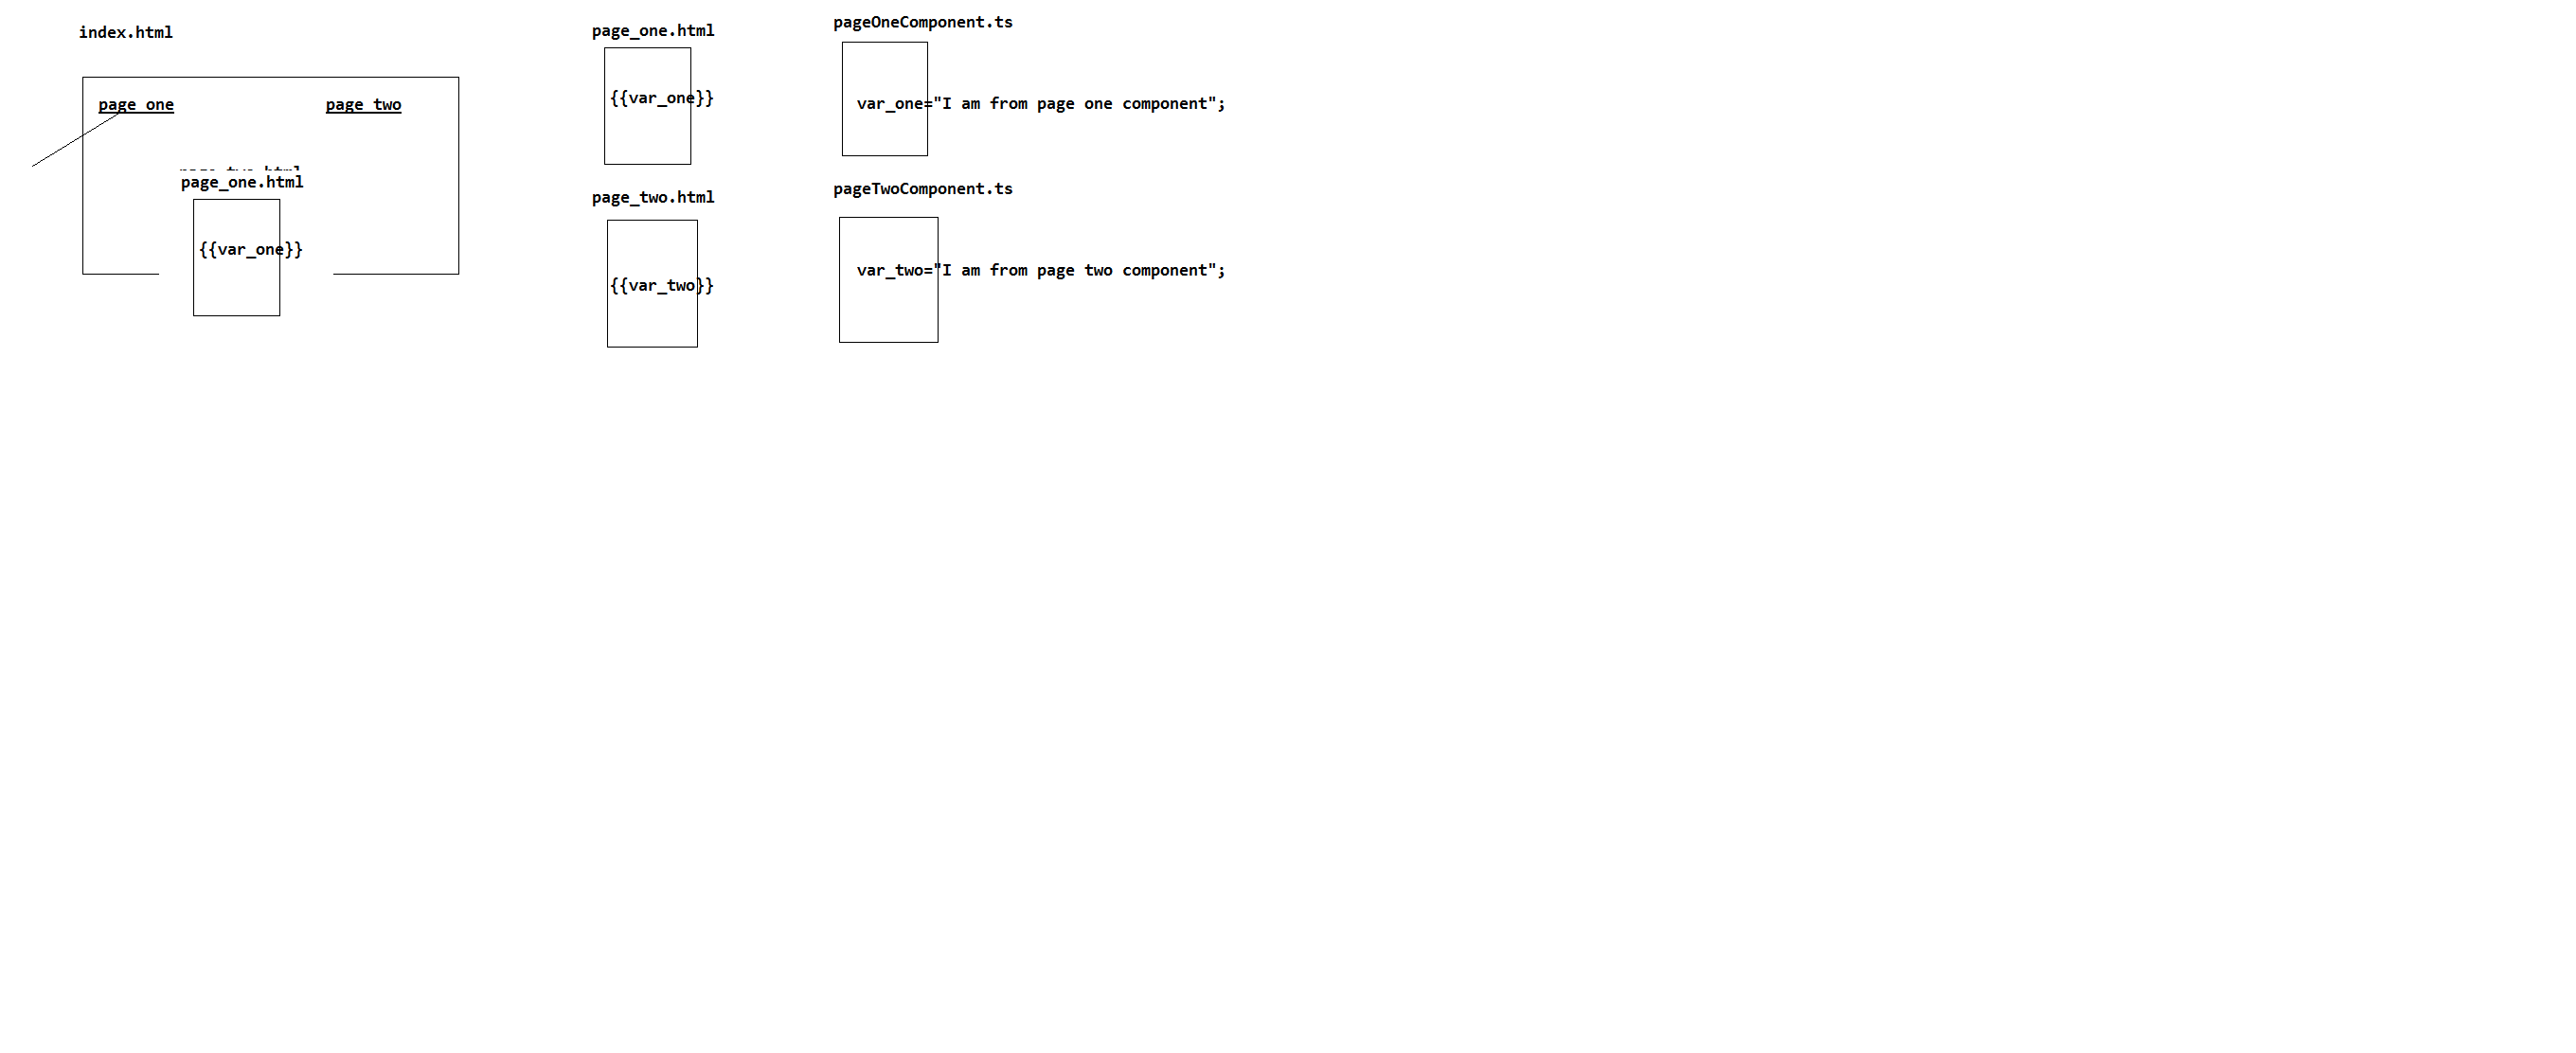 index.html
page one
page two
page_one.html
{{var_one}}
page_one.html
{{var_one}}
page_two.html
{{var_two}}
pageOneComponent.ts
var_one="I am from page one component";
pageTwoComponent.ts
var_two="I am from page two component";